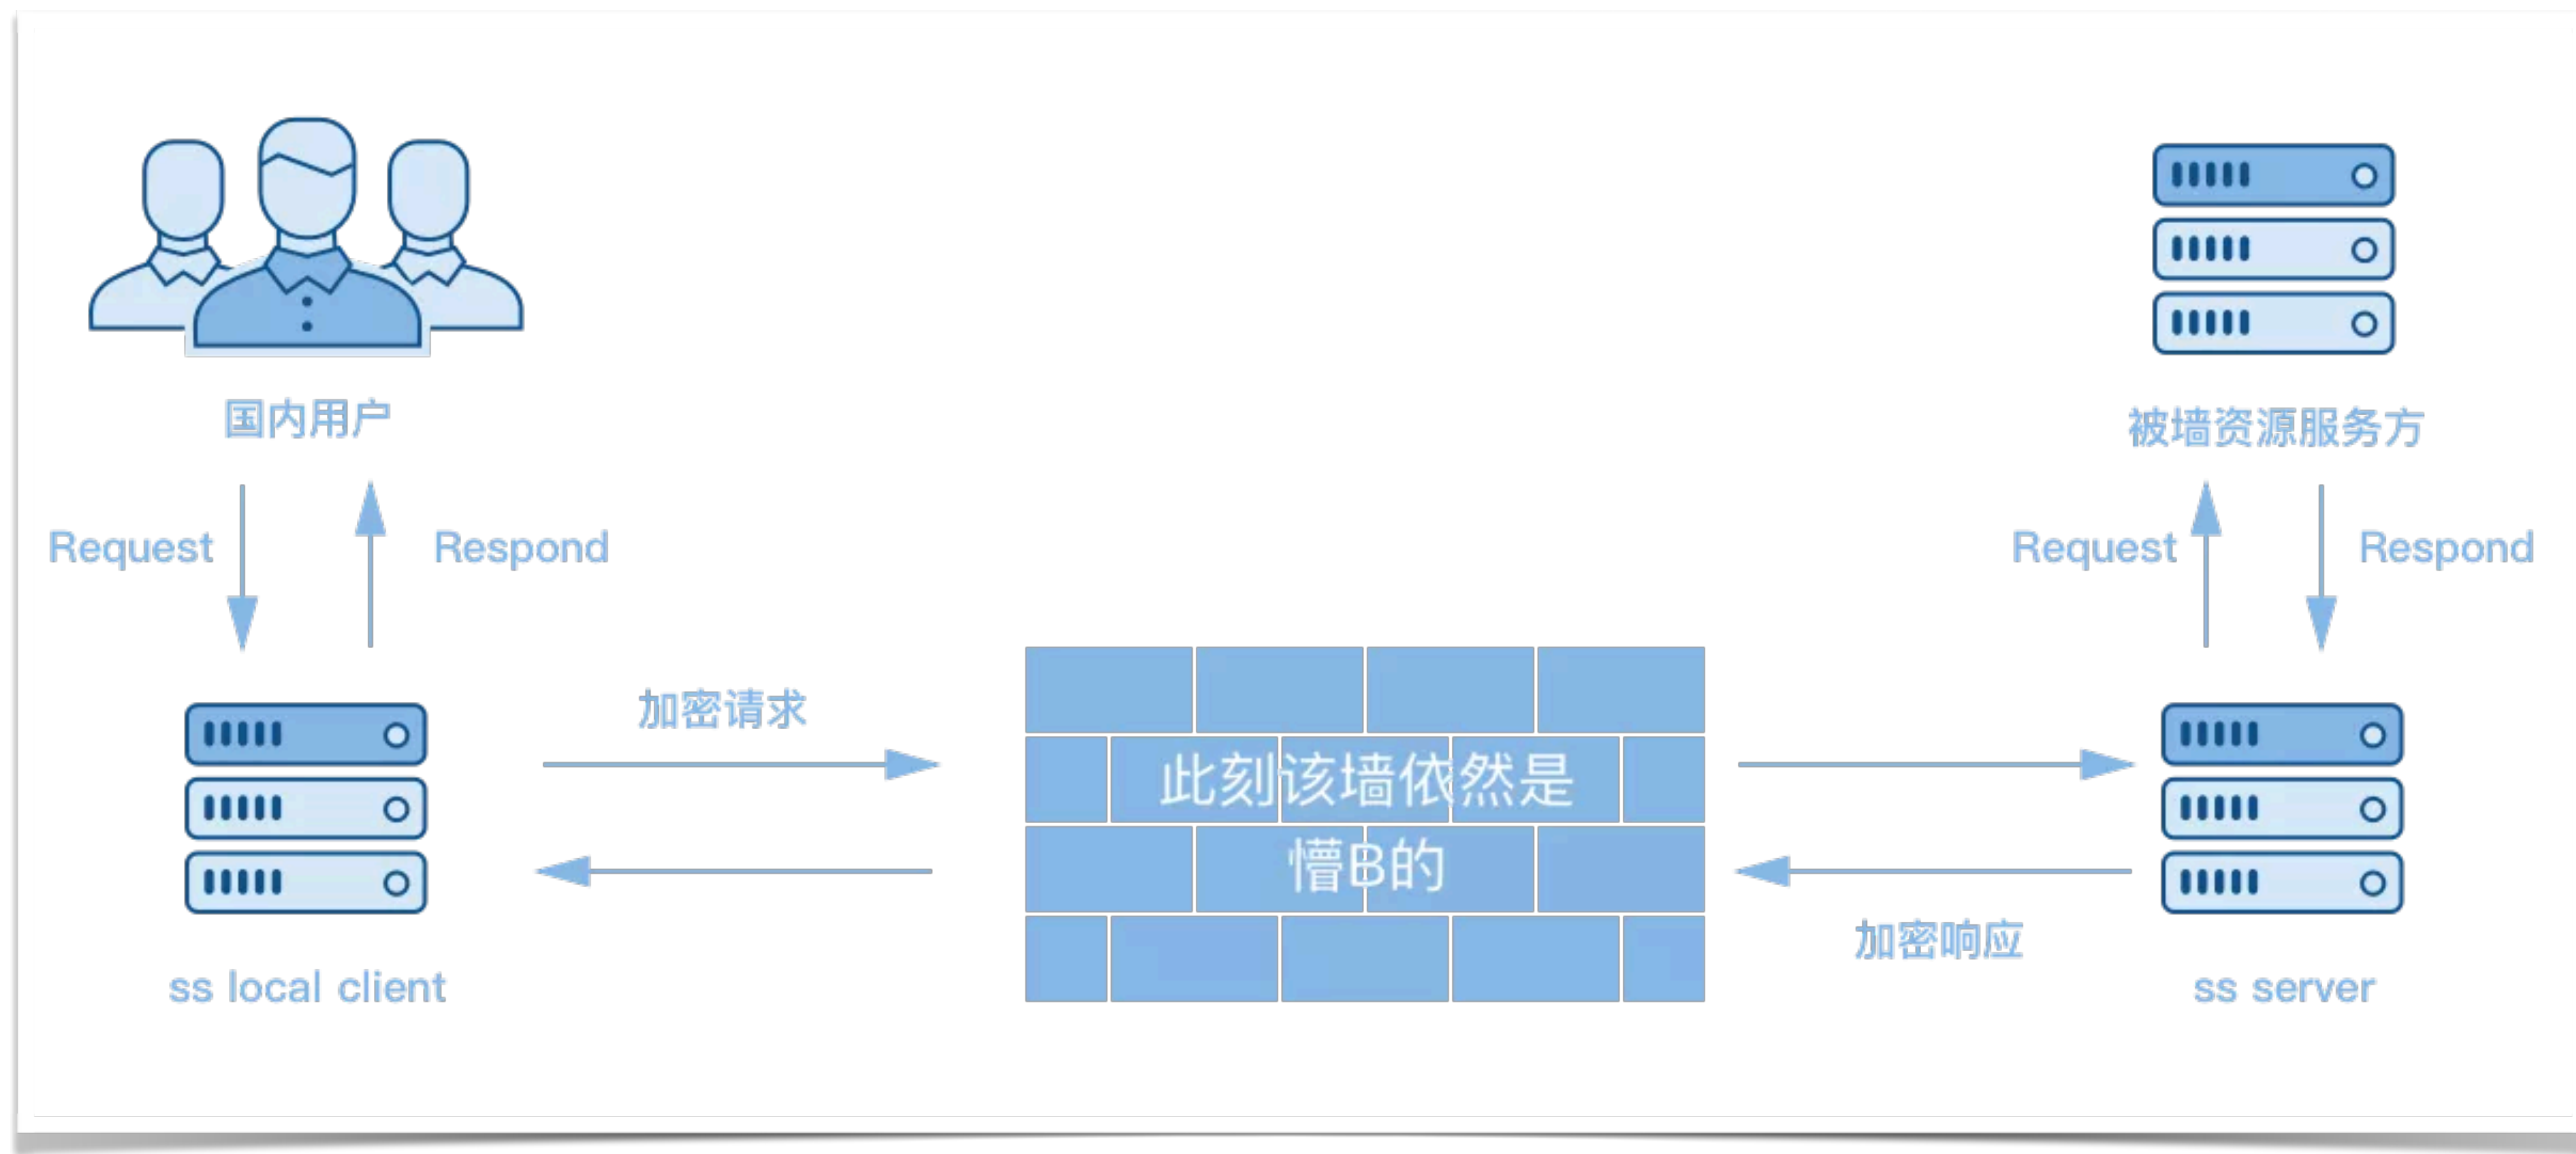 国内用户
被墙资源服务方
Request
Respond
Request
Respond
加密请求
此刻该墙依然是
懵B的
加密响应
ss local client
ss server